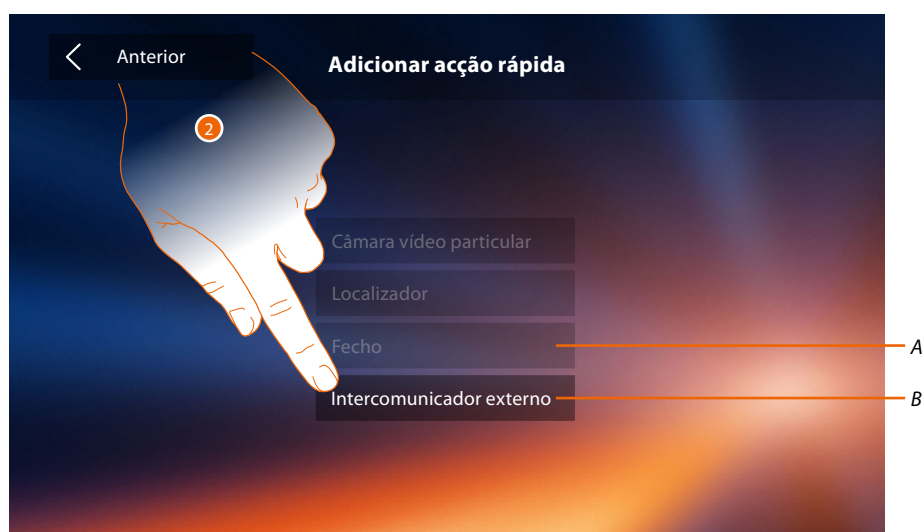 Anterior
Adicionar acção rápida
2
Câmara vídeo particular
Localizador
Fecho
A
Intercomunicador externo
B